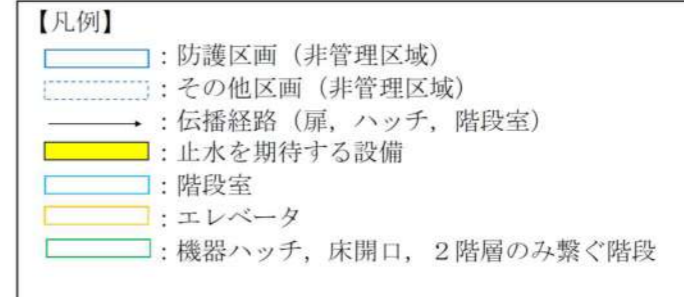 【凡例】
：防護区画（非管理区域）
：その他区画（非管理区域）
：伝播経路（扉，ハッチ，階段室）
：止水を期待する設備
：階段室
：エレベータ
：機器ハッチ，床開口，２階層のみ繋ぐ階段